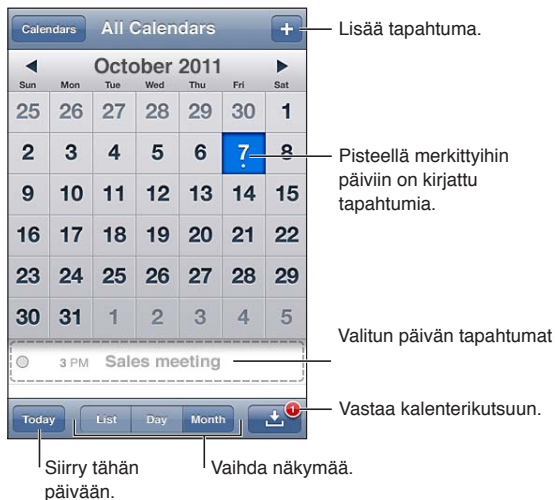 Calendars All Calendars +
Lisää tapahtuma.
October 2011
Sun Mon Tue Wed Thu Fri Sat
25 26 27 28 29 30 1
2 3 4 5 6 7 8
Pisteellä merkittyihin
päiviin on kirjattu
tapahtumia.
9 10 11 12 13 14 15
16 17 18 19 20 21 22
23 24 25 26 27 28 29
30 31 1 2 3 4 5
Valitun päivän tapahtumat
3 PM Sales meeting
Today List Day Month 1
Vastaa kalenterikutsuun.
Siirry tähän
päivään.
Vaihda näkymää.